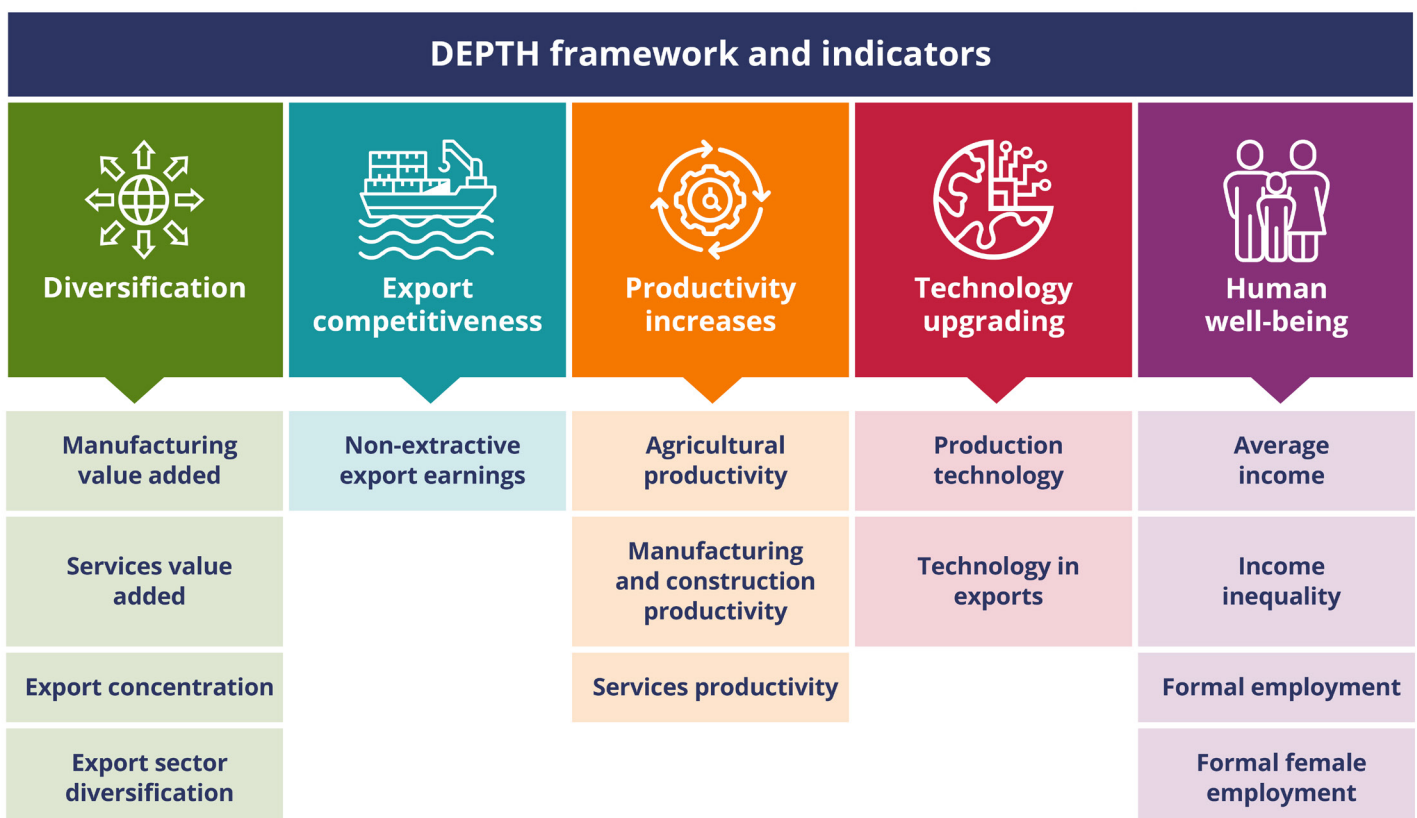 DEPTH framework and indicators
Diversification
Export
competitiveness
Productivity
increases
Technology
upgrading
Human
well-being
Manufacturing
value added
Services value
added
Export concentration
Export sector
diversification
Non-extractive
export earnings
Agricultural
productivity
Manufacturing
and construction
productivity
Services productivity
Production
technology
Technology in
exports
Average
income
Income
inequality
Formal employment
Formal female
employment